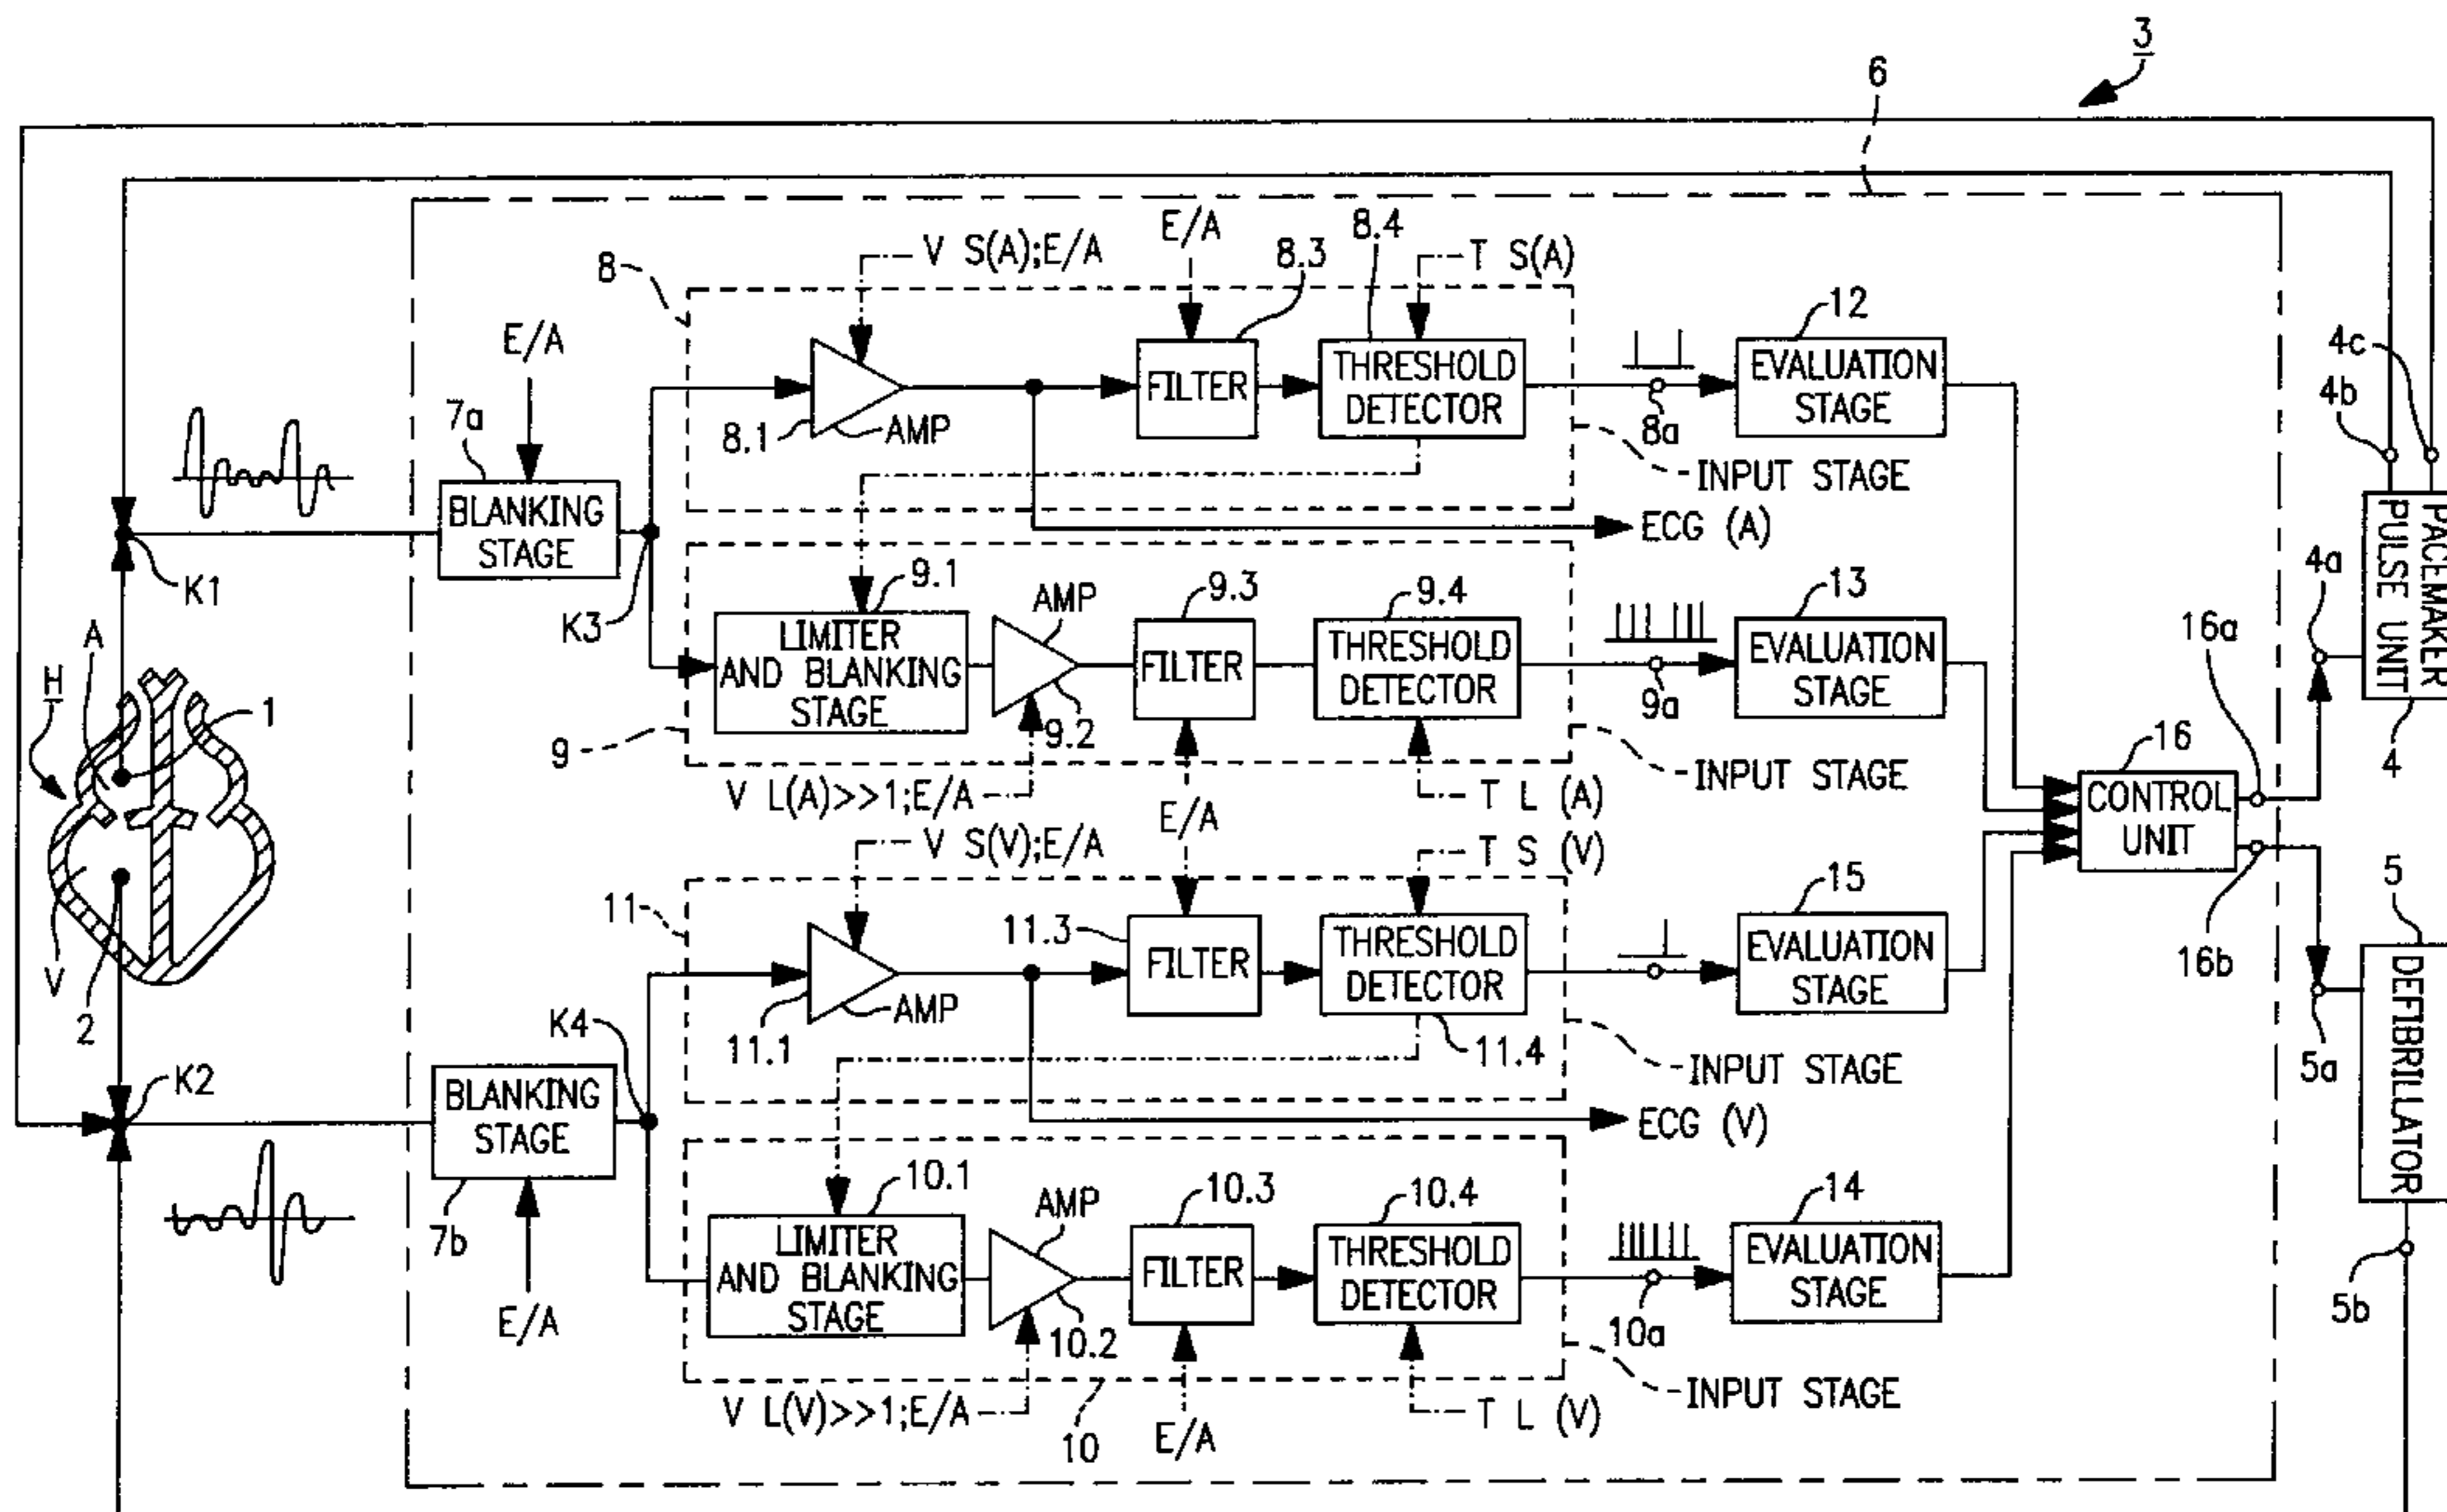 3
6
E/A
8.4
8
V S(A);E/A
8.3
T S(A)
12
E/A
4c
7a
FILTER
THRESHOLD
DETECTOR
EVALUATION
STAGE
4b
8.1
AMP
8a
INPUT STAGE
BLANKING
STAGE
ECG (A)
PACEMAKER
PULSE UNIT
4a
K1
9.1
AMP
9.3
9.4
13
K3
16a
A
LIMITER
AND BLANKING
STAGE
FILTER
THRESHOLD
DETECTOR
EVALUATION
STAGE
H
1
9.2
9a
9
16
4
INPUT STAGE
V L(A)>>1;E/A
E/A
T L (A)
CONTROL
UNIT
V S(V);E/A
T S (V)
15
5
11
11.3
FILTER
THRESHOLD
DETECTOR
EVALUATION
STAGE
16b
V
2
K4
11.1
AMP
11.4
5a
DEFIBRILLATOR
INPUT STAGE
K2
BLANKING
STAGE
ECG (V)
10.1
AMP
10.3
10.4
14
7b
LIMITER
AND BLANKING
STAGE
FILTER
THRESHOLD
DETECTOR
EVALUATION
STAGE
E/A
10.2
10a
5b
INPUT STAGE
V L(V)>>1;E/A
10
E/A
T L (V)